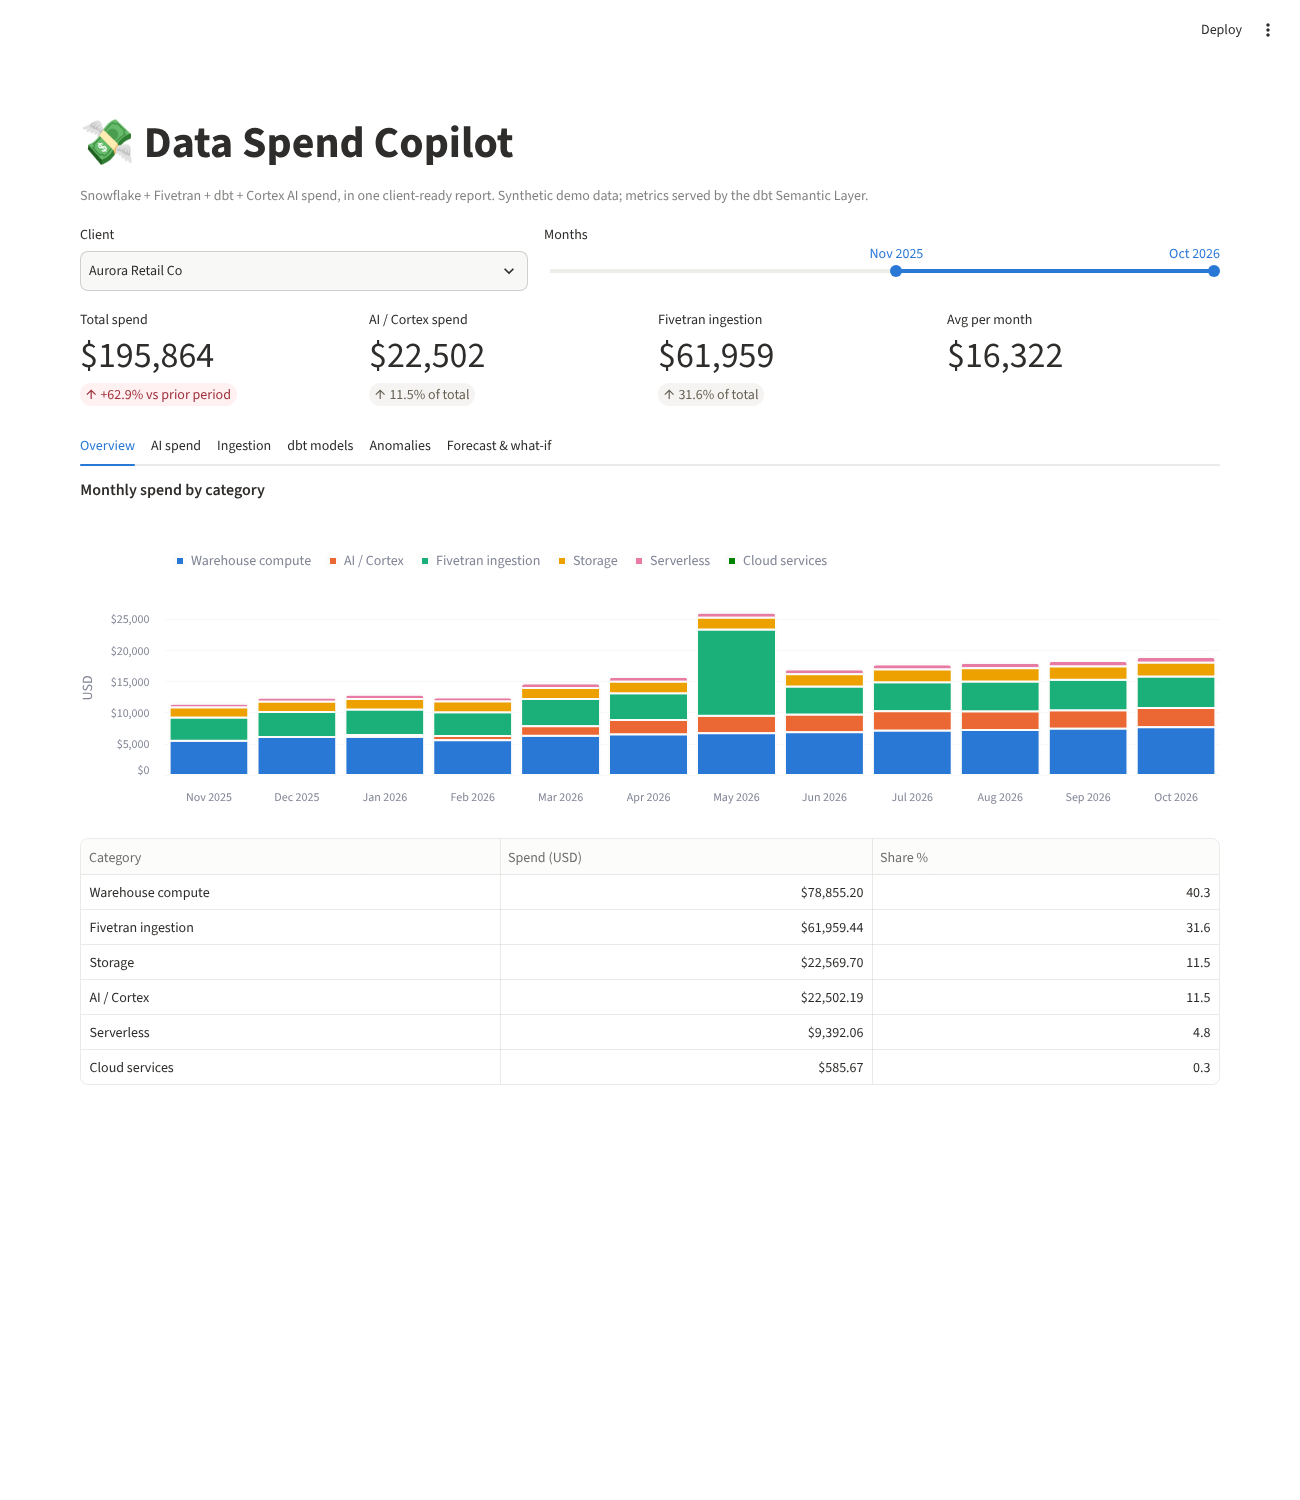 Deploy
Data Spend Copilot
Snowflake + Fivetran + dbt + Cortex AI spend, in one client-ready report. Synthetic demo data; metrics served by the dbt Semantic Layer.
Client
Months
Aurora Retail Co
Nov 2025
Oct 2026
Total spend
$195,864
↑ +62.9% vs prior period
AI / Cortex spend
$22,502
↑ 11.5% of total
Fivetran ingestion
$61,959
↑ 31.6% of total
Avg per month
$16,322
Overview AI spend Ingestion dbt models Anomalies Forecast & what-if
Monthly spend by category
Warehouse compute AI / Cortex Fivetran ingestion Storage Serverless Cloud services
USD
$25,000
$20,000
$15,000
$10,000
$5,000
$0
Nov 2025 Dec 2025 Jan 2026 Feb 2026 Mar 2026 Apr 2026 May 2026 Jun 2026 Jul 2026 Aug 2026 Sep 2026 Oct 2026
Category Spend (USD) Share %
Warehouse compute $78,855.20 40.3
Fivetran ingestion $61,959.44 31.6
Storage $22,569.70 11.5
AI / Cortex $22,502.19 11.5
Serverless $9,392.06 4.8
Cloud services $585.67 0.3